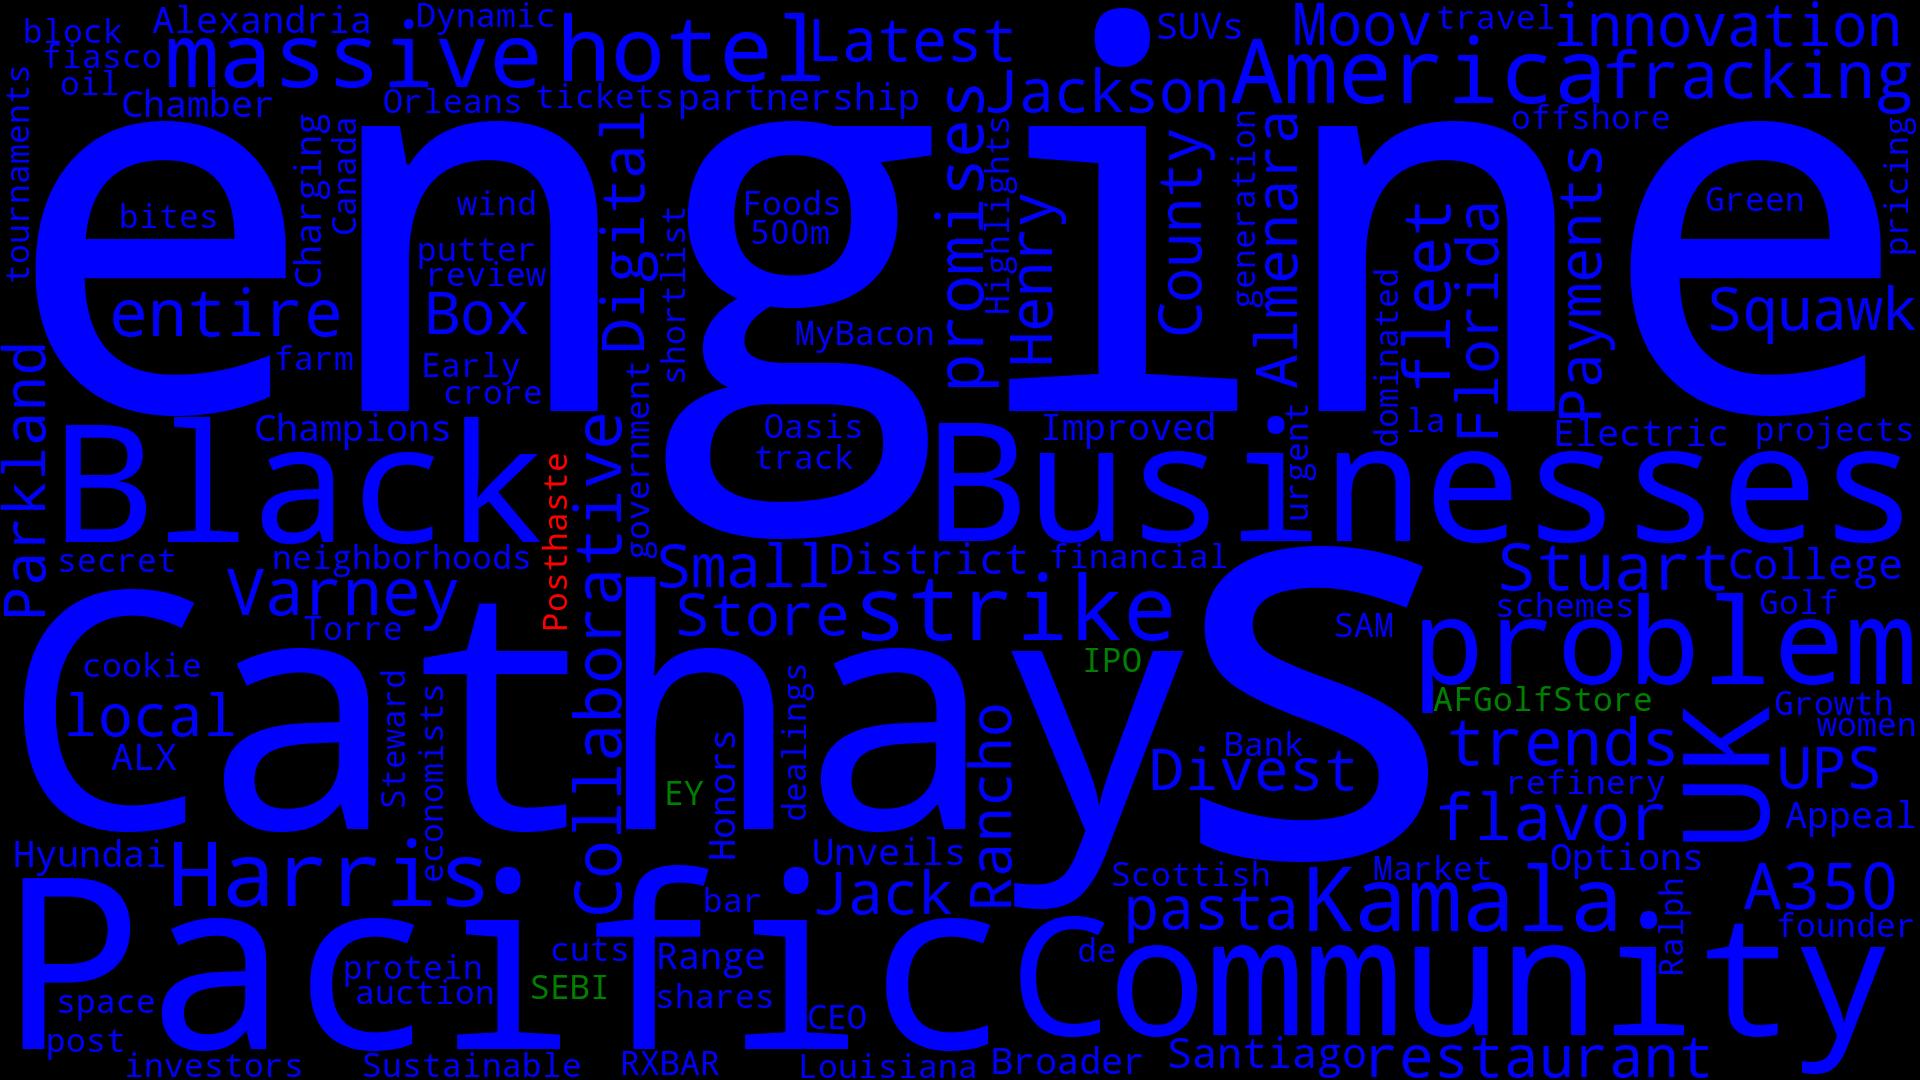 block
Alexandria
Dynamic
fiasco
massive
hotel
Latest
SUVs
Moov
travel
innovation
oil
Chamber
Orleans
tickets
partnership
Jackson
America
fracking
offshore
tournaments
engine
Charging
Canada
Digital
promises
Highlights
Henry
County
generation
Almenara
Payments
pricing
bites
wind
putter
review
Box
Early
crore
entire
farm
shortlist
Foods
500m
MyBacon
Oasis
track
dominated
fleet
Florida
la
Green
Squawk
Parkland
Black
Champions
Posthaste
Collaborative
government
Improved
Businesses
urgent
Electric
projects
secret
neighborhoods
Varney
Torre
Small
District
financial
Store
strike
s
Stuart
College
schemes
Golf
SAM
problem
Cathay
cookie
local
ALX
Steward
economists
EY
Honors
dealings
Rancho
IPO
AFGolfStore
Growth
women
Bank
Divest
trends
UK
UPS
refinery
flavor
Appeal
Hyundai
Harris
Unveils
Jack
Scottish
Market
Options
Kamala
pasta
A350
Ralph
founder
Pacific
bar
cuts
Range
protein
auction
SEBI
shares
CEO
space
post
de
Community
investors
Sustainable
RXBAR
Louisiana
Broader
Santiago
restaurant